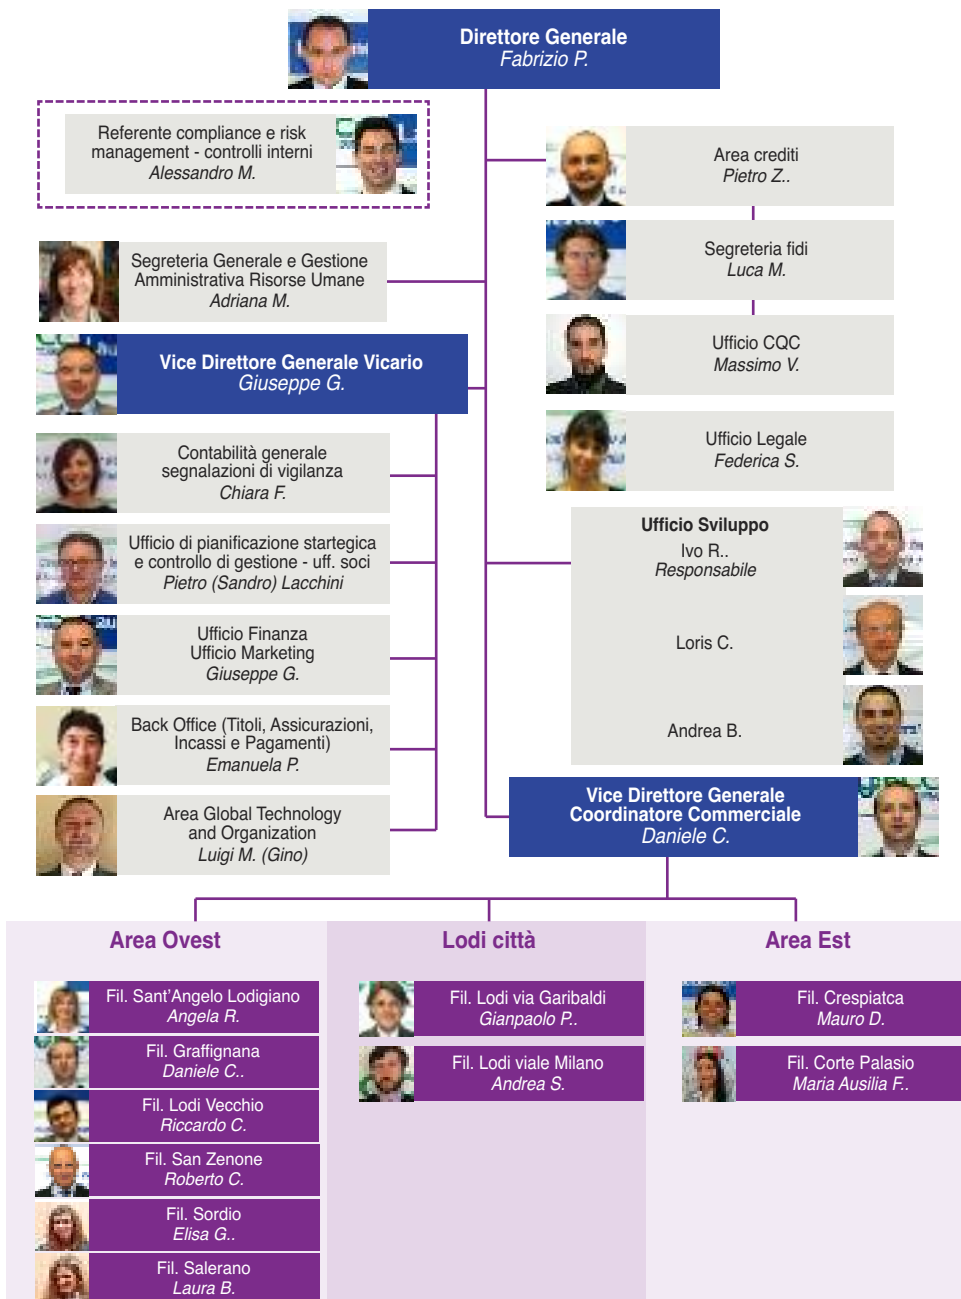 Direttore Generale
Fabrizio P.
Referente compliance e risk
management - controlli interni
Alessandro M.
Area crediti
Pietro Z..
Segreteria Generale e Gestione
Amministrativa Risorse Umane
Adriana M.
Segreteria fidi
Luca M.
Vice Direttore Generale Vicario
Giuseppe G.
Ufficio CQC
Massimo V.
Contabilità generale
segnalazioni di vigilanza
Chiara F.
Ufficio Legale
Federica S.
Ufficio di pianificazione startegica
e controllo di gestione - uff. soci
Pietro (Sandro) Lacchini
Ufficio Finanza
Ufficio Marketing
Giuseppe G.
Back Office (Titoli, Assicurazioni,
Incassi e Pagamenti)
Emanuela P.
Area Global Technology
and Organization
Luigi M. (Gino)
Ufficio Sviluppo
Ivo R..
Responsabile
Loris C.
Andrea B.
Vice Direttore Generale
Coordinatore Commerciale
Daniele C.
Area Ovest
Fil. Sant'Angelo Lodigiano
Angela R.
Fil. Graffignana
Daniele C..
Fil. Lodi Vecchio
Riccardo C.
Fil. San Zenone
Roberto C.
Fil. Sordio
Elisa G..
Fil. Salerano
Laura B.
Lodi città
Fil. Lodi via Garibaldi
Gianpaolo P..
Fil. Lodi viale Milano
Andrea S.
Area Est
Fil. Crespiatca
Mauro D.
Fil. Corte Palasio
Maria Ausilia F..